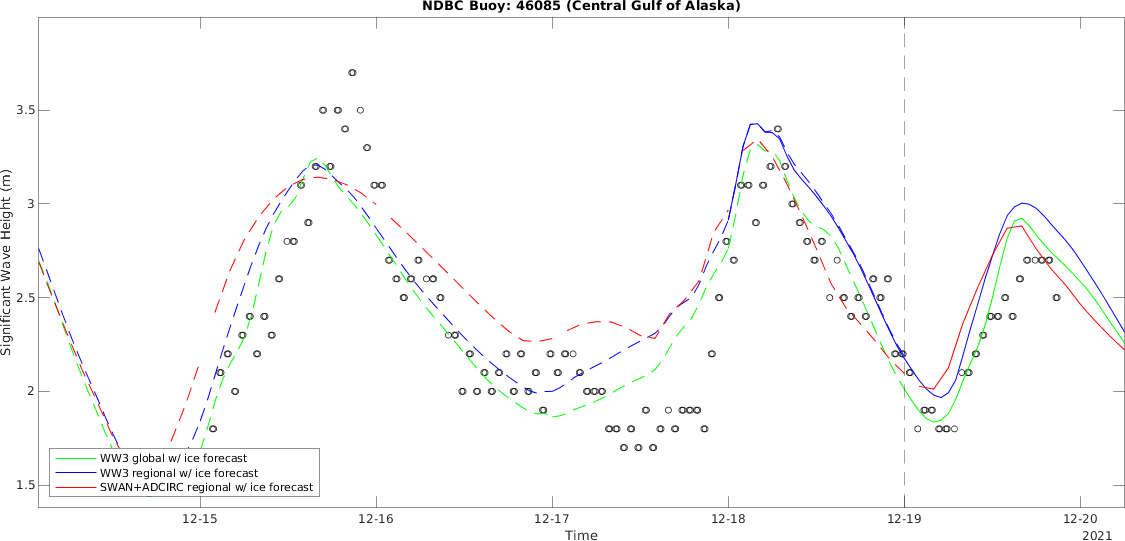 NDBC Buoy: 46085 (Central Gulf of Alaska)
Significant Wave Height (m)
3.5
3
2.5
2
1.5
WW3 global w/ ice forecast
WW3 regional w/ ice forecast
SWAN+ADCIRC regional w/ ice forecast
12-15
12-16
12-17
12-18
12-19
12-20
Time
2021